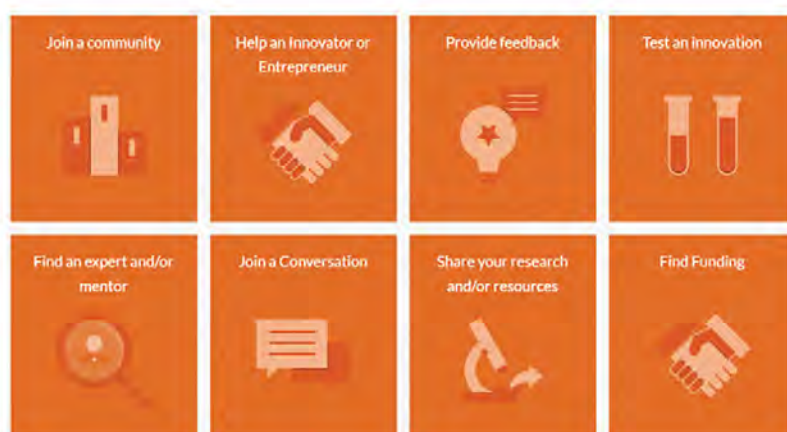 Join a community
Help an Innovator or
Entrepreneur
Provide feedback
Test an innovation
Find an expert and/or
mentor
Join a Conversation
Share your research
and/or resources
Find Funding